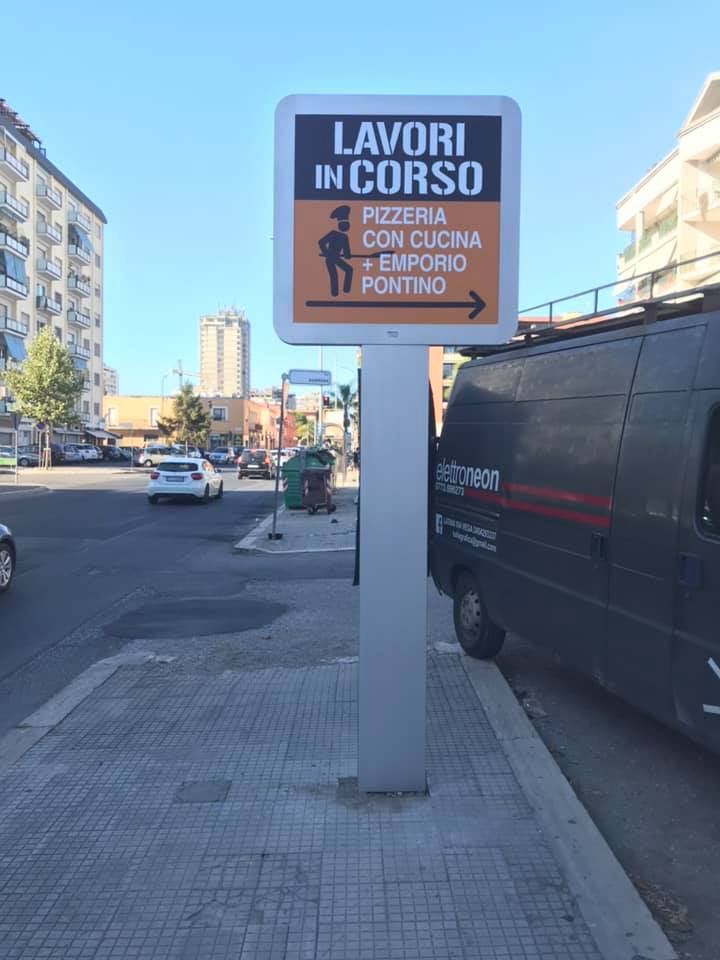 LAVORI
IN CORSO
PIZZERIA
CON CUCINA
+ EMPORIO
PONTINO
elettroneon